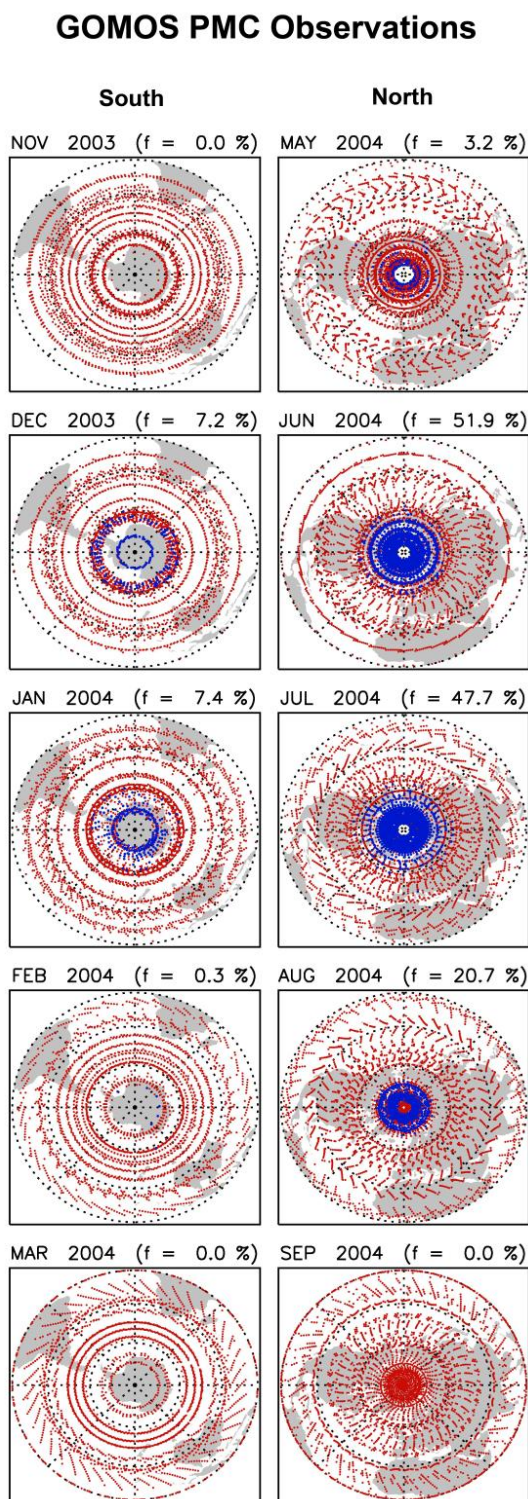 GOMOS PMC Observations
South North
NOV 2003 (f = 0.0 %) MAY 2004 (f = 3.2 %)
DEC 2003 (f = 7.2 %) JUN 2004 (f = 51.9 %)
JAN 2004 (f = 7.4 %) JUL 2004 (f = 47.7 %)
FEB 2004 (f = 0.3 %) AUG 2004 (f = 20.7 %)
MAR 2004 (f = 0.0 %) SEP 2004 (f = 0.0 %)